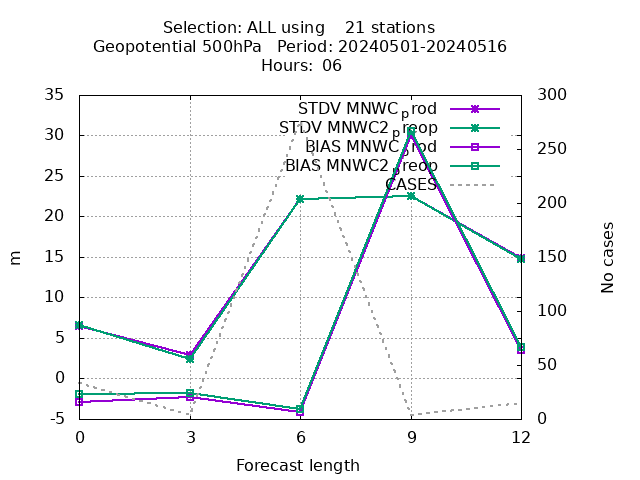 Selection: ALL using    21 stations
Geopotential 500hPa   Period: 20240501-20240516
Hours: 06
35
30
25
20
15
10
5
0
-5
m
300
250
200
150
100
50
0
No cases
STDV MNWC_prod
STDV MNWC2_preop
BIAS MNWC_prod
BIAS MNWC2_preop
CASES
0 3 6 9 12
Forecast length